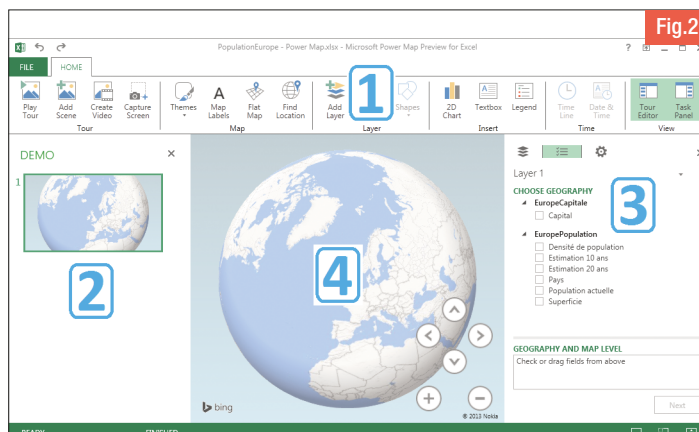 Fig.2
PopulationEurope - Power Map.xlsx - Microsoft Power Map Preview for Excel
?
FILE HOME
Play Tour
Add Scene
Create Video
Capture Screen
Tour
Themes
Map Labels
Flat Map
Find Location
Map
Add Layer
1
Shapes
Layer
2D Chart
Textbox
Legend
Insert
Time Line
Date & Time
Time
Tour Editor
Task Panel
View
DEMO
1
2
4
bing
© 2013 Nokia
Layer 1
3
CHOOSE GEOGRAPHY
EuropeCapitale
Capital
EuropePopulation
Densité de population
Estimation 10 ans
Estimation 20 ans
Pays
Population actuelle
Superficie
GEOGRAPHY AND MAP LEVEL
Check or drag fields from above
Next
READY FINISHED